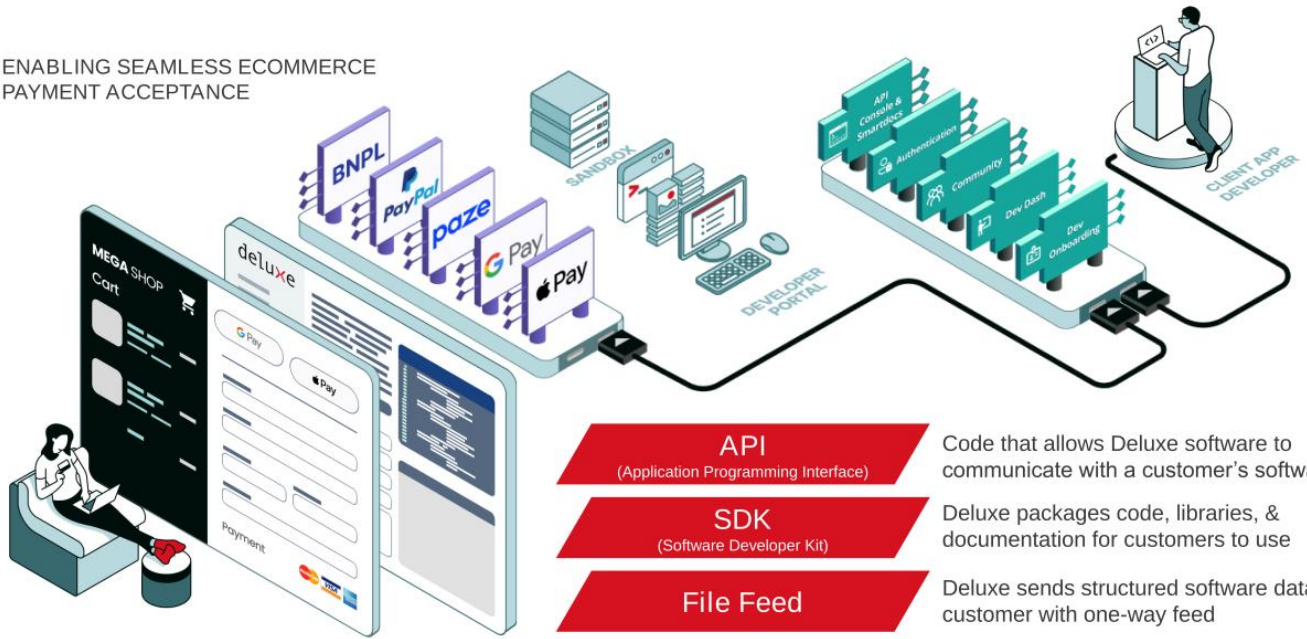 ENABLING SEAMLESS ECOMMERCE
PAYMENT ACCEPTANCE
BNPL
PayPal
paze
G Pay
Pay
SANDBOX
DEVELOPER
PORTAL
API
Console &
Smartdocs
Authentication
Community
Dev Dash
Dev
Onboarding
</>
CLIENT APP
DEVELOPER
MEGA SHOP
Cart
G Pay
Pay
Payment
VISA
deluxe
API
(Application Programming Interface)
Code that allows Deluxe software to
communicate with a customer's softwa
SDK
(Software Developer Kit)
Deluxe packages code, libraries, &
documentation for customers to use
File Feed
Deluxe sends structured software data
customer with one-way feed